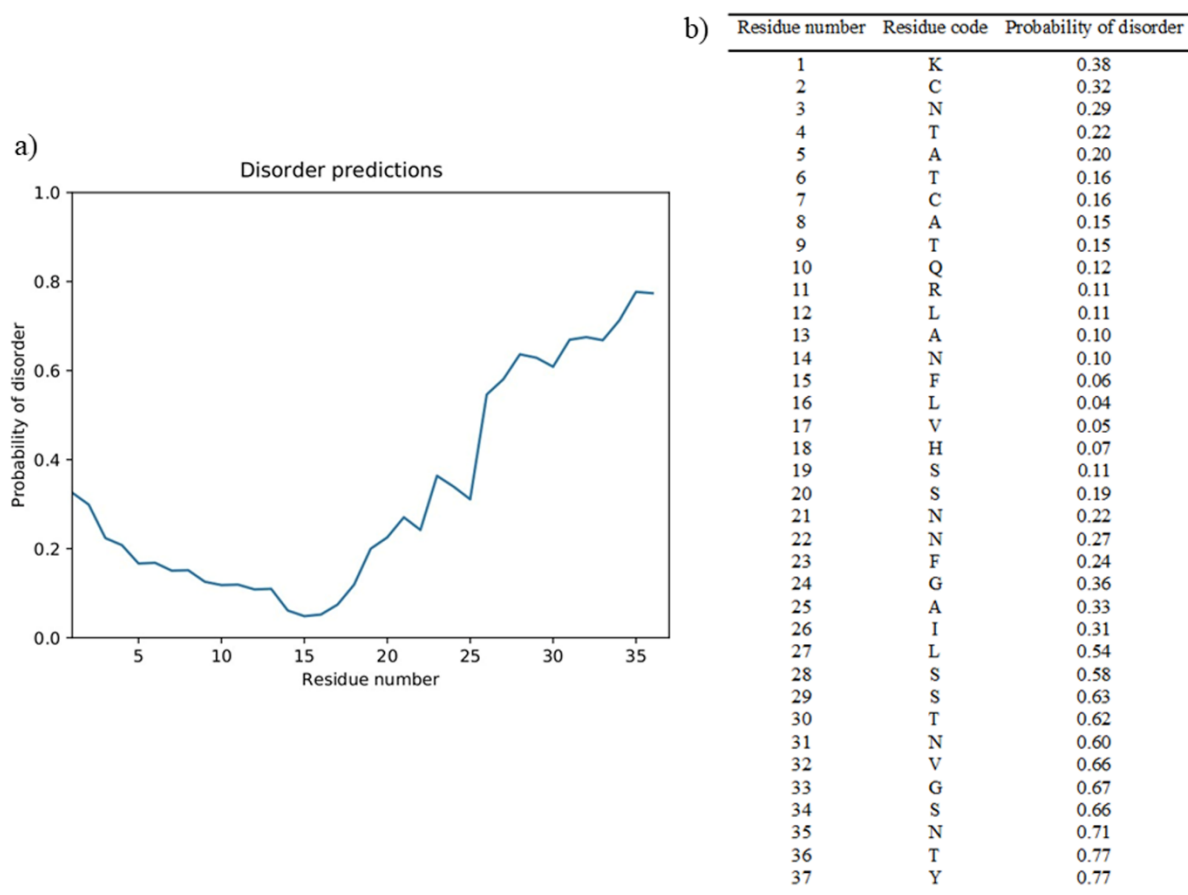 a)
Disorder predictions
Probability of disorder
1.0
0.8
0.6
0.4
0.2
0.0
5 10 15 20 25 30 35
Residue number
b)
Residue number Residue code Probability of disorder
1 K 0.38
2 C 0.32
3 N 0.29
4 T 0.22
5 A 0.20
6 T 0.16
7 C 0.16
8 A 0.15
9 T 0.15
10 Q 0.12
11 R 0.11
12 L 0.11
13 A 0.10
14 N 0.10
15 F 0.06
16 L 0.04
17 V 0.05
18 H 0.07
19 S 0.11
20 S 0.19
21 N 0.22
22 N 0.27
23 F 0.24
24 G 0.36
25 A 0.33
26 I 0.31
27 L 0.54
28 S 0.58
29 S 0.63
30 T 0.62
31 N 0.60
32 V 0.66
33 G 0.67
34 S 0.66
35 N 0.71
36 T 0.77
37 Y 0.77